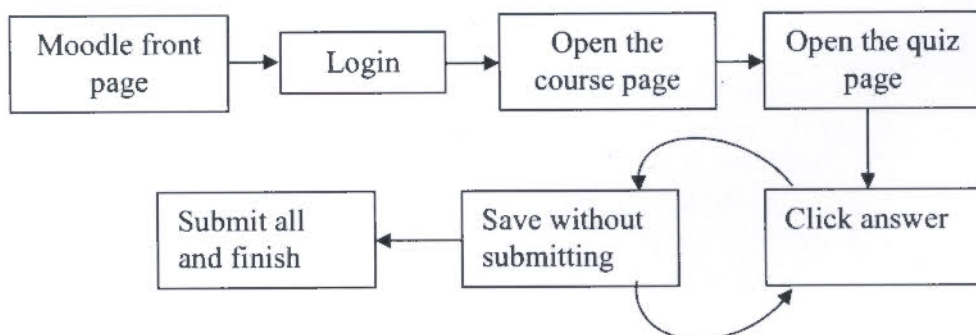 Moodle front
page
Login
Open the
course page
Open the quiz
page
Click answer
Save without
submitting
Submit all
and finish